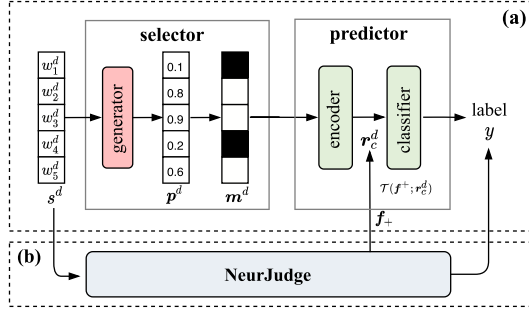 (a)
selector
predictor
w_1^d
w_2^d
w_3^d
w_4^d
w_5^d
s^d
generator
0.1
0.8
0.9
0.2
0.6
p^d
m^d
encoder
r_c^d
classifier
T(f^+; r_c^d)
label
y
f_+
(b)
NeurJudge